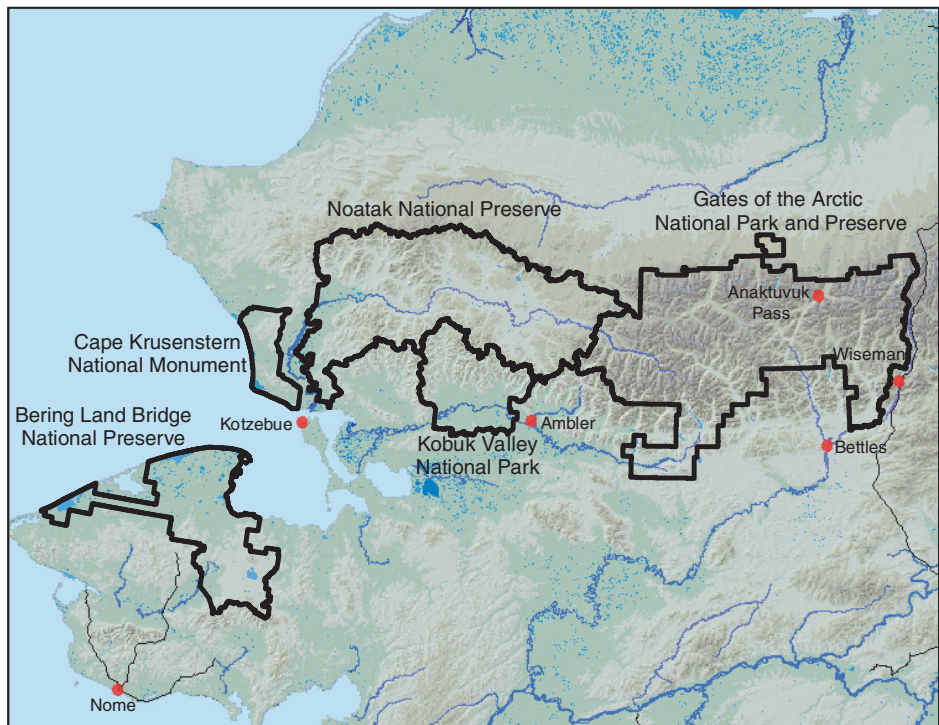 Gates of the Arctic
National Park and Preserve
Noatak National Preserve
Anaktuvuk
Pass
Cape Krusenstern
National Monument
Wiseman
Bering Land Bridge
National Preserve
Kotzebue
Ambler
Kobuk Valley
National Park
Bettles
Nome